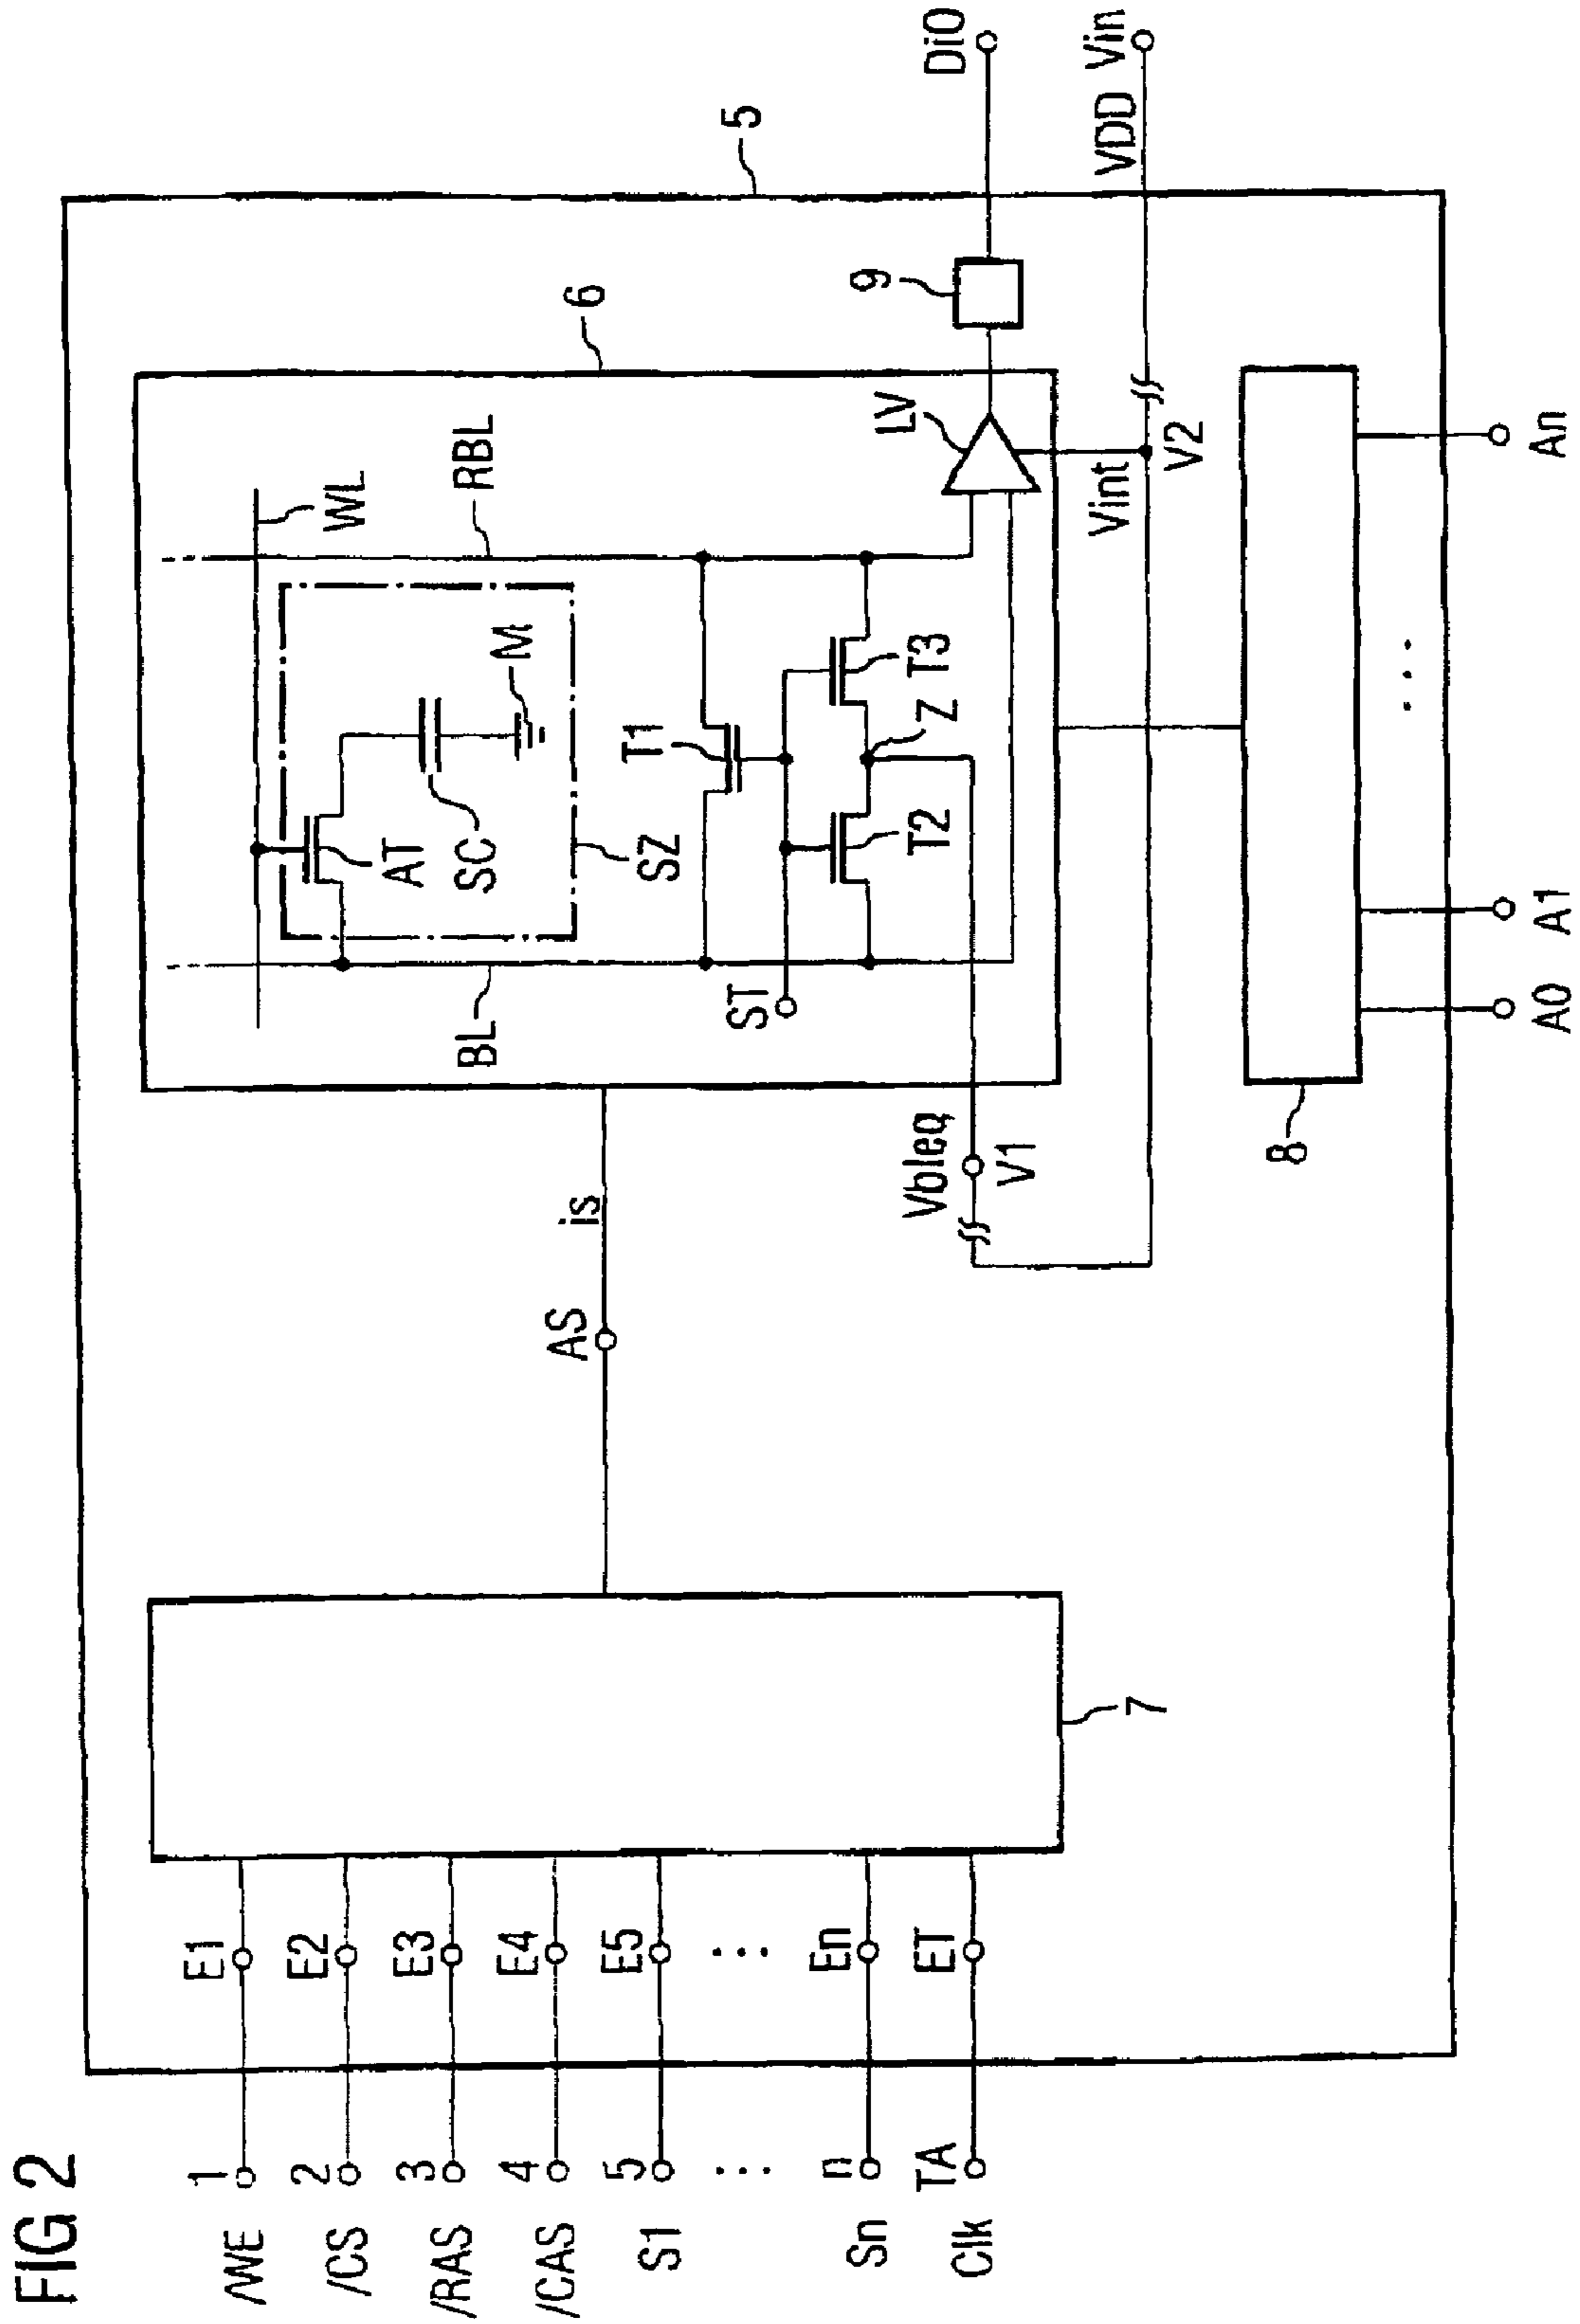 FIG 2
/WE
1
E1
/CS
2
E2
/RAS
3
E3
/CAS
4
E4
S1
5
E5
...
...
Sn
n
En
Clk
TA
ET
7
AS
is
Vbleq
V1
BL
WL
RBL
AT
SC
M
SZ
ST
T1
T2
T3
Z
6
5
LV
9
DiO
Vint
V2
VDD
Vin
8
A0
A1
...
An